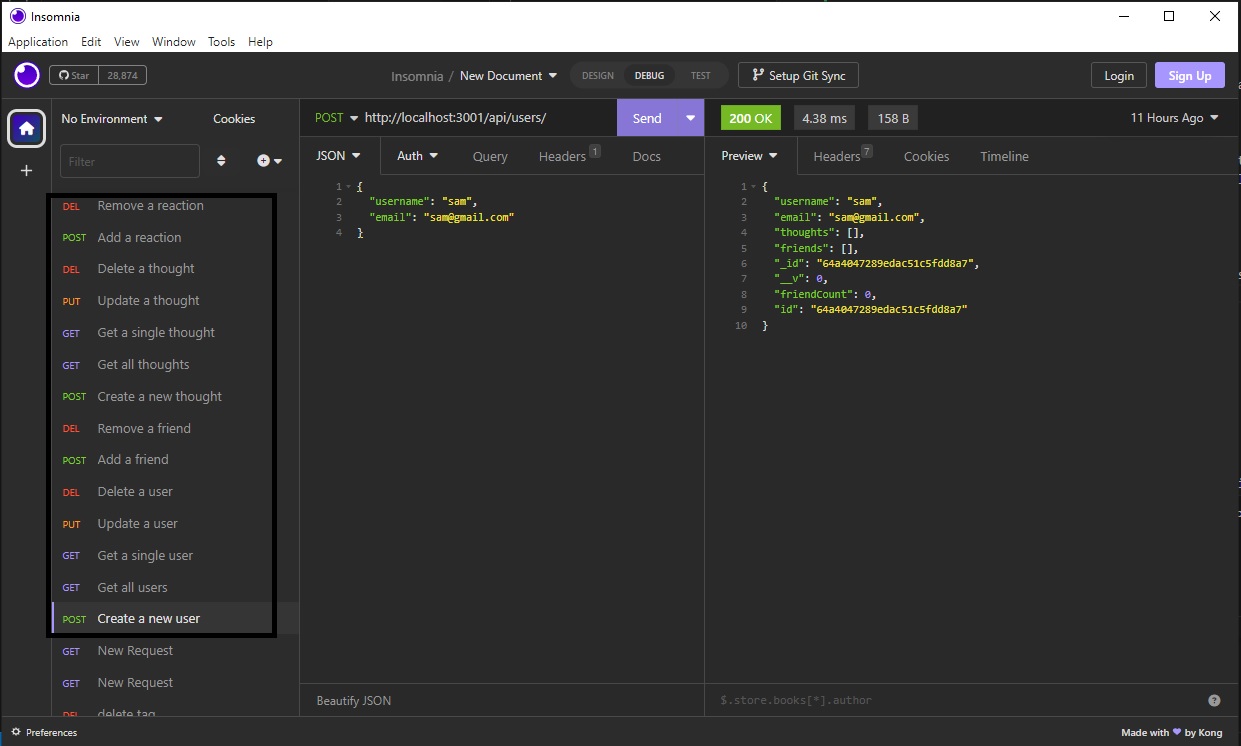 Insomnia
Application Edit View Window Tools Help
Star 28,874
Insomnia / New Document
DESIGN DEBUG TEST
Setup Git Sync
Login
Sign Up
No Environment
Cookies
Filter
DEL Remove a reaction
POST Add a reaction
DEL Delete a thought
PUT Update a thought
GET Get a single thought
GET Get all thoughts
POST Create a new thought
DEL Remove a friend
POST Add a friend
DEL Delete a user
PUT Update a user
GET Get a single user
GET Get all users
POST Create a new user
GET New Request
GET New Request
DEL delete tag
POST http://localhost:3001/api/users/
Send
JSON Auth Query Headers 1 Docs
1 {
2 "username": "sam",
3 "email": "sam@gmail.com"
4 }
Beautify JSON
200 OK 4.38 ms 158 B
11 Hours Ago
Preview Headers 7 Cookies Timeline
1 {
2 "username": "sam",
3 "email": "sam@gmail.com",
4 "thoughts": [],
5 "friends": [],
6 "_id": "64a4047289edac51c5fdd8a7",
7 "__v": 0,
8 "friendCount": 0,
9 "id": "64a4047289edac51c5fdd8a7"
10 }
$.store.books[*].author
?
Preferences
Made with by Kong